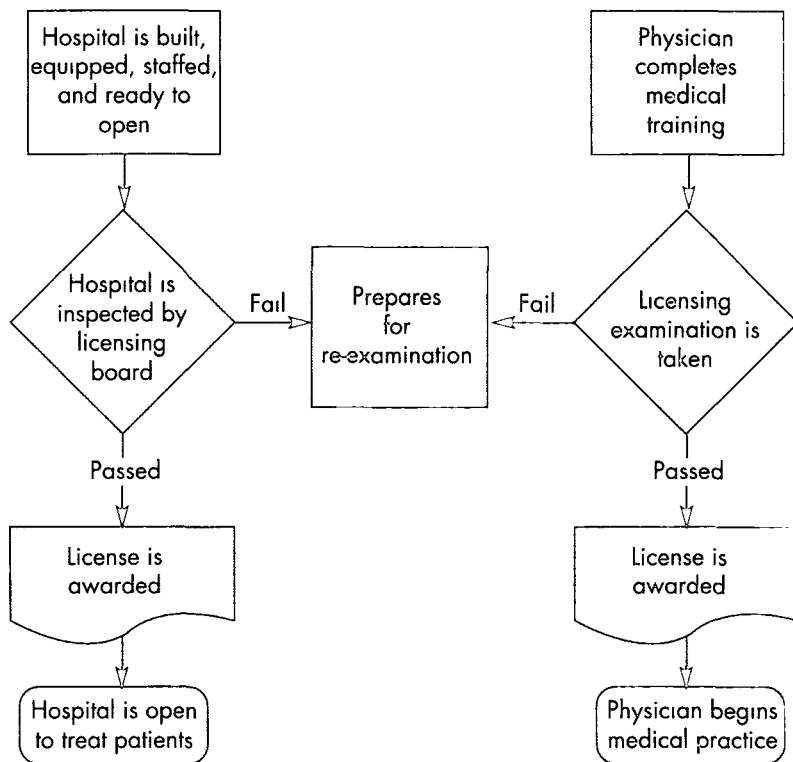 Hospital is built,
equipped, staffed,
and ready to
open
Physician
completes
medical
training
Hospital is
inspected by
licensing
board
Fail
Prepares
for
re-examination
Fail
Licensing
examination is
taken
Passed
Passed
License is
awarded
License is
awarded
Hospital is open
to treat patients
Physician begins
medical practice